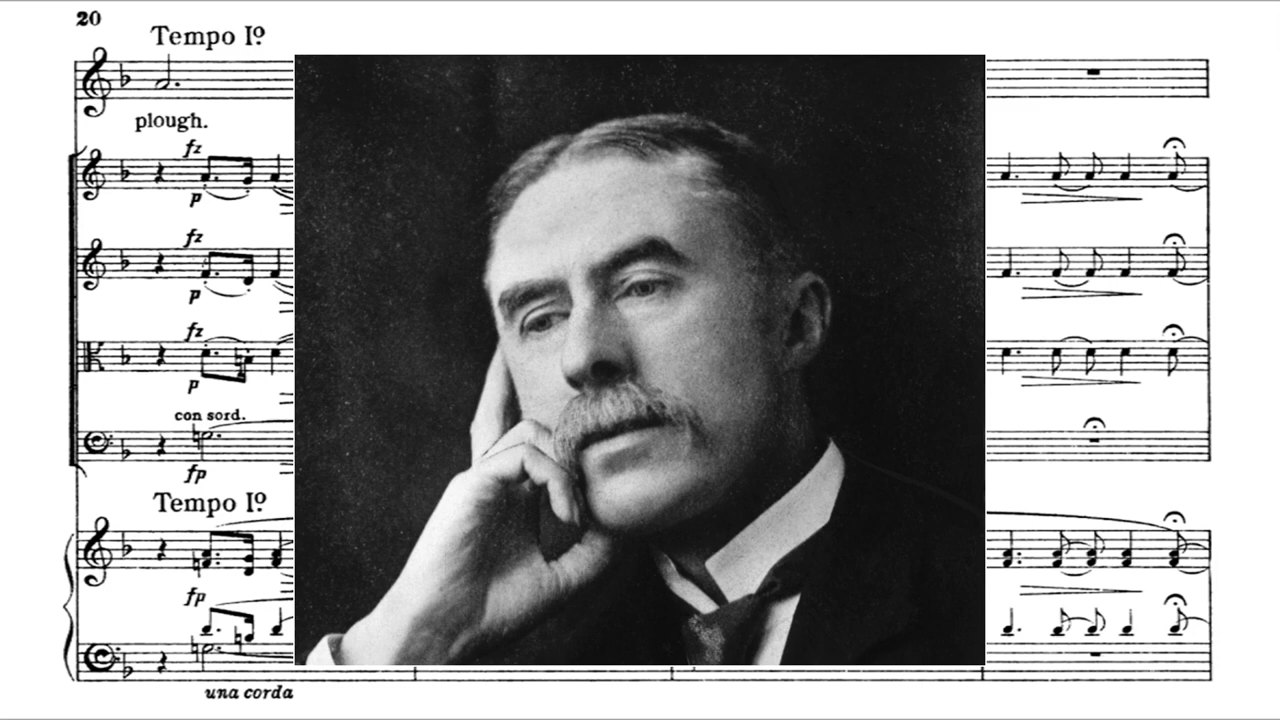 20
Tempo Iº
plough.
fz
p
fz
p
fz
p
con sord.
fp
Tempo Iº
fp
una corda